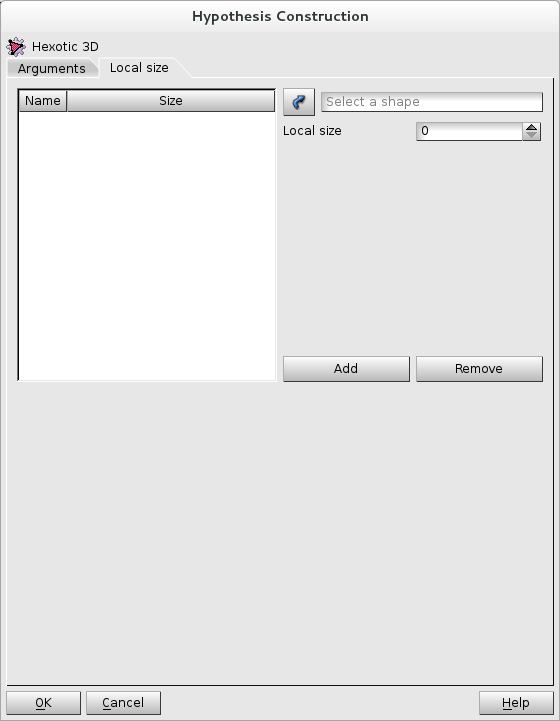 Hypothesis Construction
Hexotic 3D
Arguments Local size
Name Size
Select a shape
Local size 0
Add Remove
OK Cancel Help